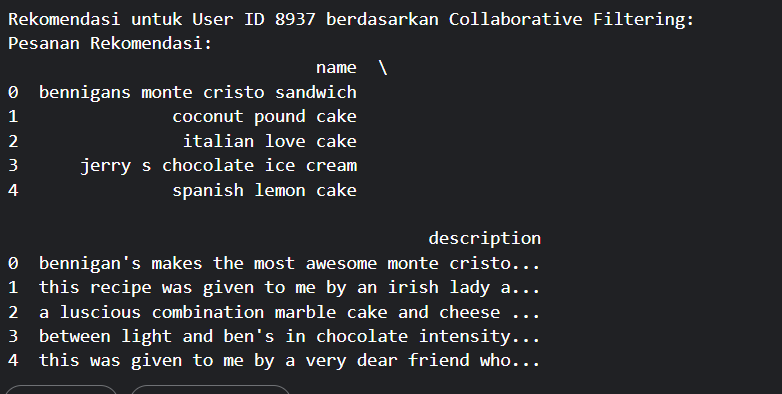 Rekomendasi untuk User ID 8937 berdasarkan Collaborative Filtering:
Pesanan Rekomendasi:
name \
0 bennigans monte cristo sandwich
1 coconut pound cake
2 italian love cake
3 jerry s chocolate ice cream
4 spanish lemon cake
description
0 bennigan's makes the most awesome monte cristo...
1 this recipe was given to me by an irish lady a...
2 a luscious combination marble cake and cheese ...
3 between light and ben's in chocolate intensity...
4 this was given to me by a very dear friend who...